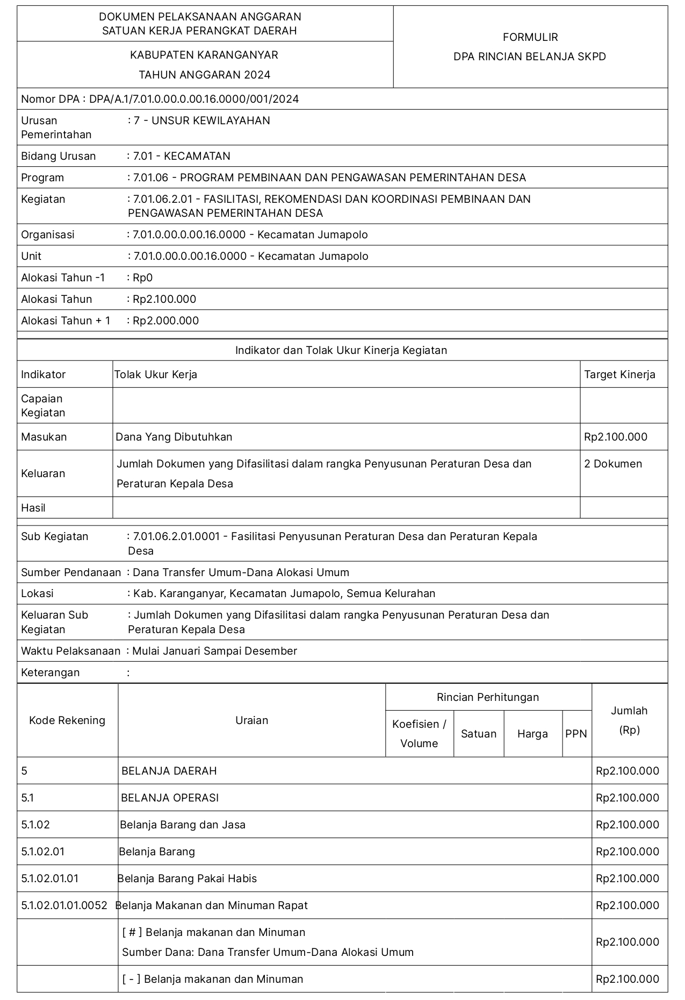 DOKUMEN PELAKSANAAN ANGGARAN
SATUAN KERJA PERANGKAT DAERAH
KABUPATEN KARANGANYAR
TAHUN ANGGARAN 2024
FORMULIR
DPA RINCIAN BELANJA SKPD
Nomor DPA : DPA/A.1/7.01.0.00.0.00.16.0000/001/2024
Urusan : 7 - UNSUR KEWILAYAHAN
Pemerintahan
Bidang Urusan : 7.01 - KECAMATAN
Program : 7.01.06 - PROGRAM PEMBINAAN DAN PENGAWASAN PEMERINTAHAN DESA
Kegiatan : 7.01.06.2.01 - FASILITASI, REKOMENDASI DAN KOORDINASI PEMBINAAN DAN
PENGAWASAN PEMERINTAHAN DESA
Organisasi : 7.01.0.00.0.00.16.0000 - Kecamatan Jumapolo
Unit : 7.01.0.00.0.00.16.0000 - Kecamatan Jumapolo
Alokasi Tahun -1 : Rp0
Alokasi Tahun : Rp2.100.000
Alokasi Tahun + 1 : Rp2.000.000
Indikator dan Tolak Ukur Kinerja Kegiatan
Indikator Tolak Ukur Kerja Target Kinerja
Capaian
Kegiatan
Masukan Dana Yang Dibutuhkan Rp2.100.000
Keluaran Jumlah Dokumen yang Difasilitasi dalam rangka Penyusunan Peraturan Desa dan 2 Dokumen
Peraturan Kepala Desa
Hasil
Sub Kegiatan : 7.01.06.2.01.0001 - Fasilitasi Penyusunan Peraturan Desa dan Peraturan Kepala
Desa
Sumber Pendanaan : Dana Transfer Umum-Dana Alokasi Umum
Lokasi : Kab. Karanganyar, Kecamatan Jumapolo, Semua Kelurahan
Keluaran Sub : Jumlah Dokumen yang Difasilitasi dalam rangka Penyusunan Peraturan Desa dan
Kegiatan Peraturan Kepala Desa
Waktu Pelaksanaan : Mulai Januari Sampai Desember
Keterangan :
Kode Rekening Uraian Rincian Perhitungan Jumlah
(Rp)
Koefisien /
Volume Satuan Harga PPN
5 BELANJA DAERAH Rp2.100.000
5.1 BELANJA OPERASI Rp2.100.000
5.1.02 Belanja Barang dan Jasa Rp2.100.000
5.1.02.01 Belanja Barang Rp2.100.000
5.1.02.01.01 Belanja Barang Pakai Habis Rp2.100.000
5.1.02.01.01.0052 Belanja Makanan dan Minuman Rapat Rp2.100.000
[ # ] Belanja makanan dan Minuman Rp2.100.000
Sumber Dana: Dana Transfer Umum-Dana Alokasi Umum
[ - ] Belanja makanan dan Minuman Rp2.100.000